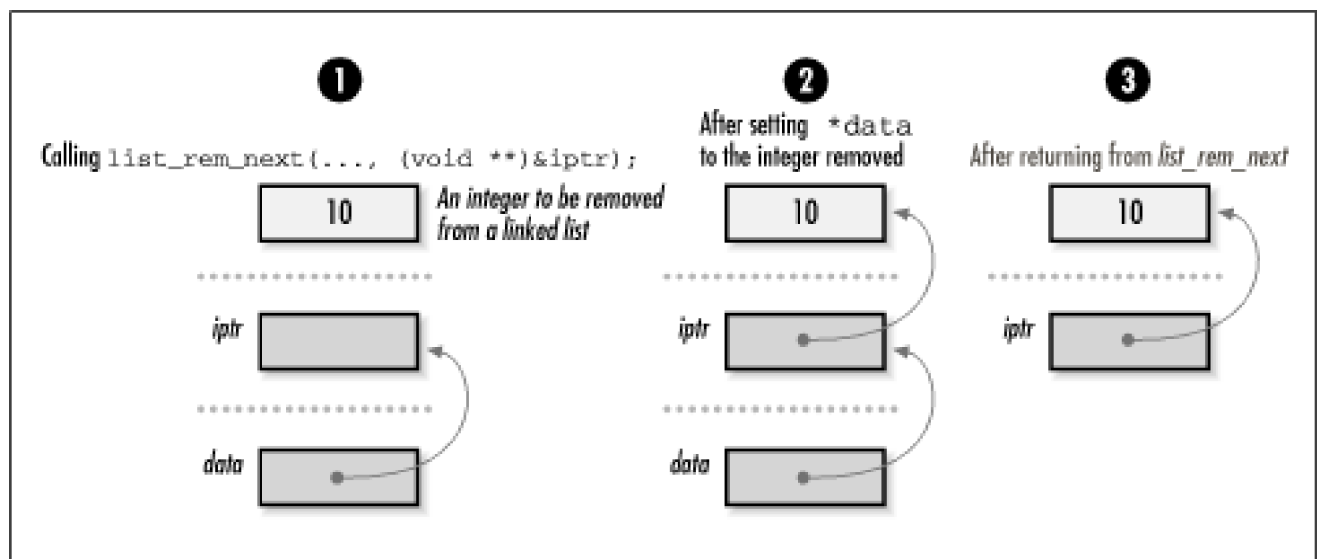 1
Calling list_rem_next(..., (void **)&iptr);
10
An integer to be removed
from a linked list
iptr
data
2
After setting *data
to the integer removed
10
iptr
data
3
After returning from list_rem_next
10
iptr